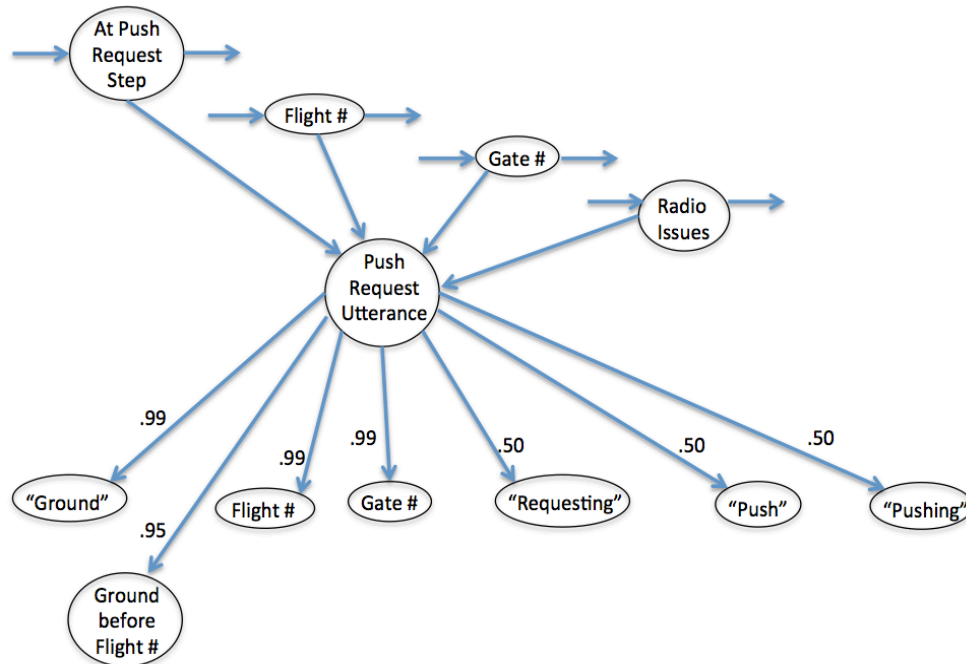 At Push
Request
Step
Flight #
Gate #
Radio
Issues
Push
Request
Utterance
.99
.95
.99
.99
.50
.50
.50
“Ground”
Flight #
Gate #
“Requesting”
“Push”
“Pushing”
Ground
before
Flight #